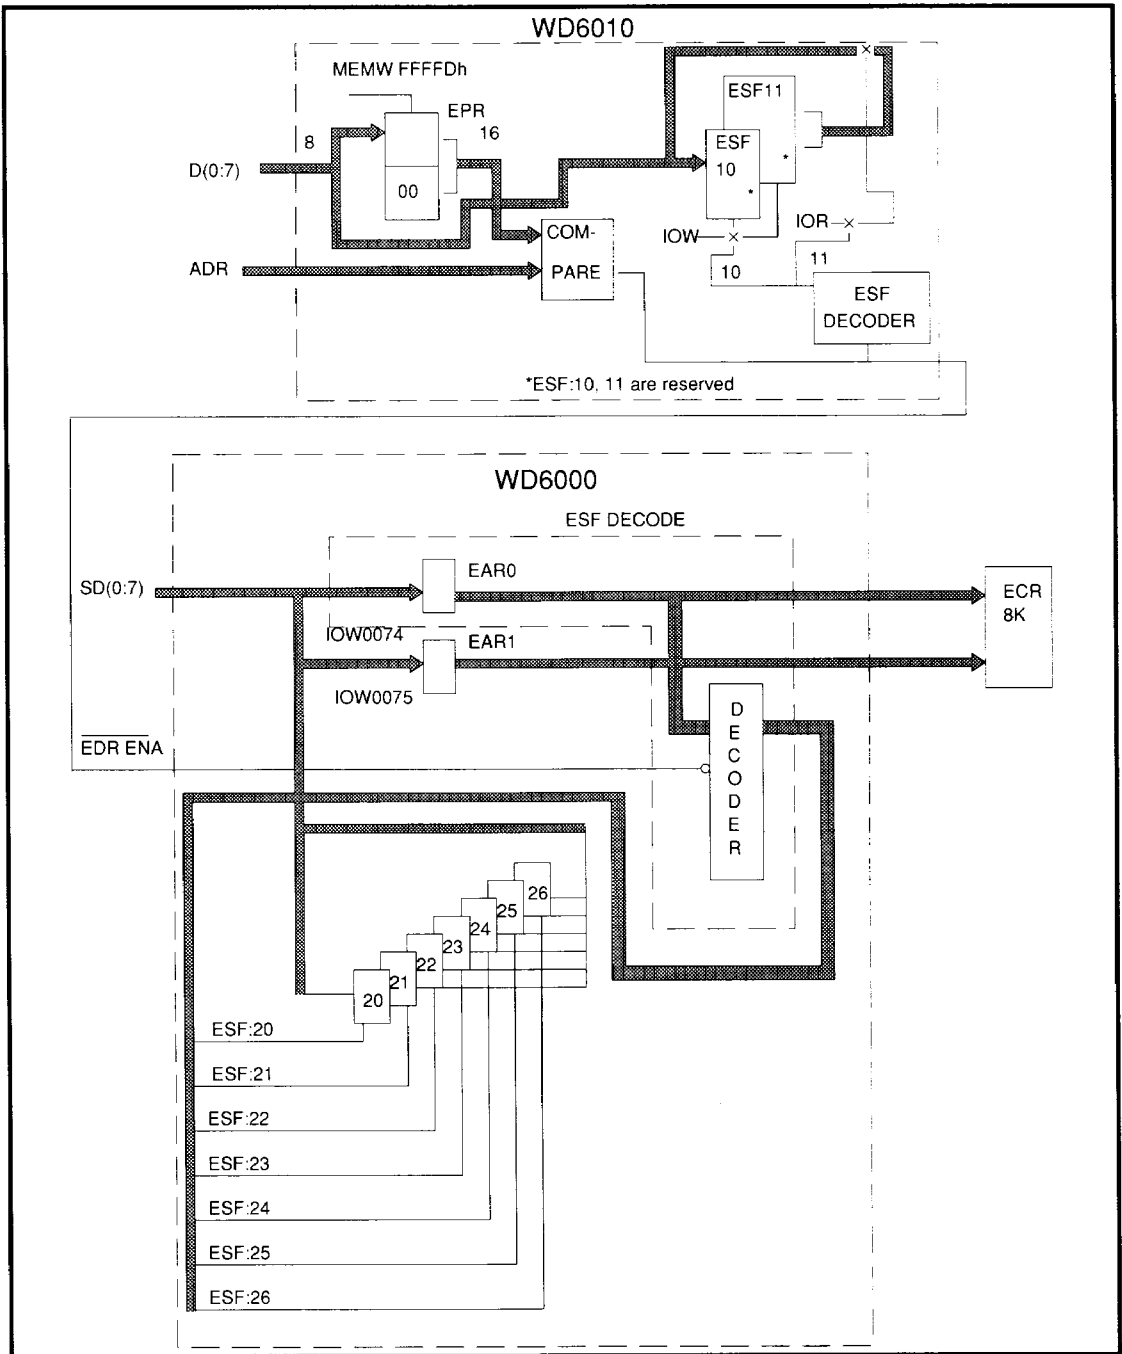 WD6010
MEMW FFFFDh
EPR
16
8
D(0:7)
00
ESF11
ESF
10
*
*
COM-
PARE
IOW
IOR
10
11
ADR
ESF
DECODER
*ESF:10, 11 are reserved
WD6000
ESF DECODE
SD(0:7)
EAR0
ECR
8K
IOW0074
EAR1
IOW0075
EDR ENA
D
E
C
O
D
E
R
26
25
24
23
22
21
20
ESF:20
ESF:21
ESF:22
ESF:23
ESF:24
ESF:25
ESF:26